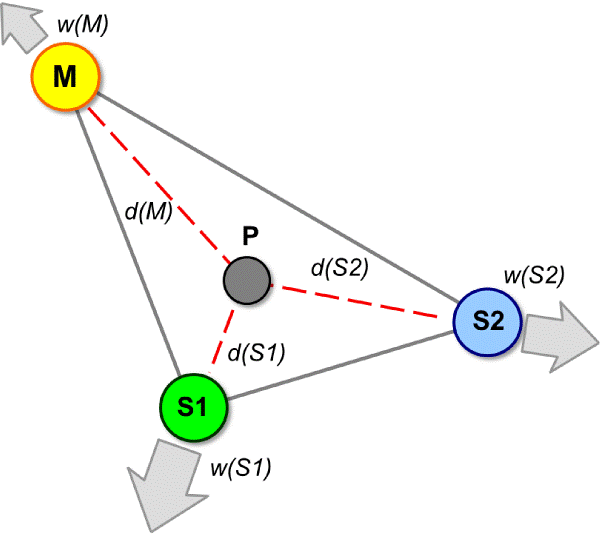 w(M)
M
d(M)
P
d(S2)
w(S2)
S2
d(S1)
S1
w(S1)